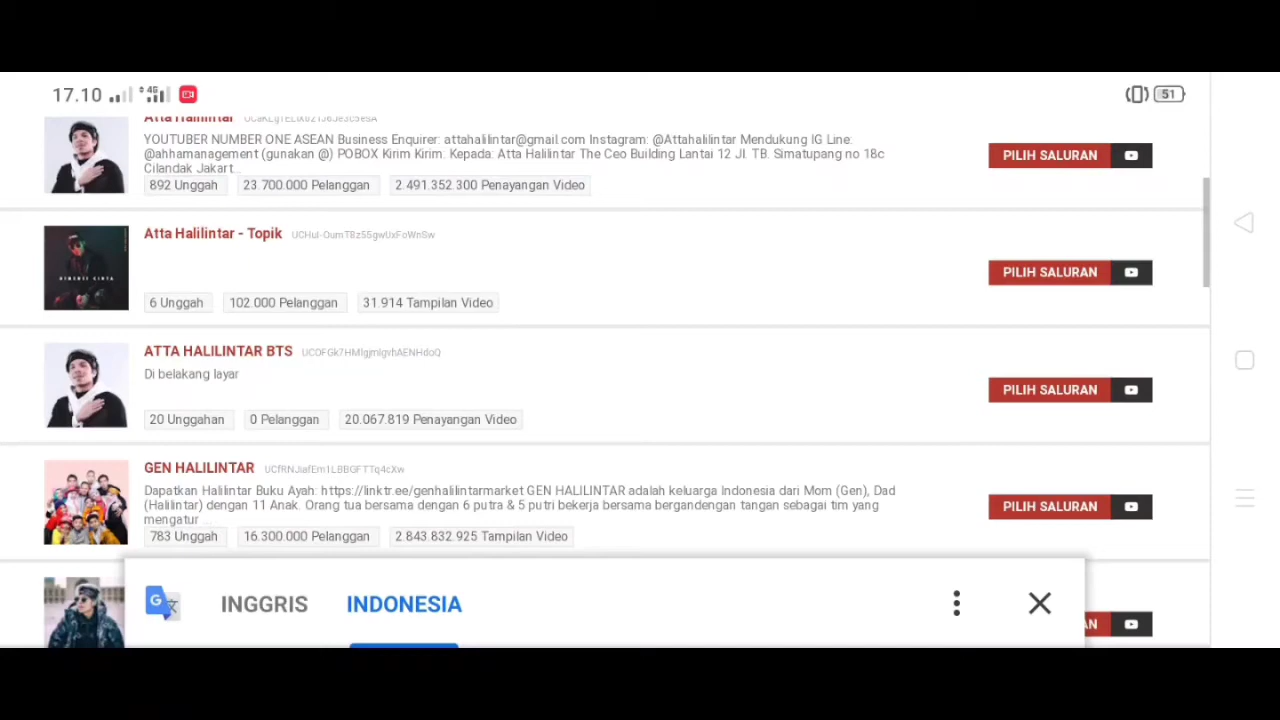 17.10 4G 51
Atta Halilintar
YOUTUBER NUMBER ONE ASEAN Business Enquirer: attahalilintar@gmail.com Instagram: @Attahalilintar Mendukung IG Line:
@ahhamanagement (gunakan @) POBOX Kirim Kirim: Kepada: Atta Halilintar The Ceo Building Lantai 12 Jl. TB. Simatupang no 18c
Cilandak Jakart...
PILIH SALURAN
892 Unggah 23.700.000 Pelanggan 2.491.352.300 Penayangan Video
Atta Halilintar - Topik
PILIH SALURAN
6 Unggah 102.000 Pelanggan 31.914 Tampilan Video
ATTA HALILINTAR BTS
Di belakang layar
PILIH SALURAN
20 Unggahan 0 Pelanggan 20.067.819 Penayangan Video
GEN HALILINTAR
Dapatkan Halilintar Buku Ayah: https://linktr.ee/genhalilintarmarket GEN HALILINTAR adalah keluarga Indonesia dari Mom (Gen), Dad
(Halilintar) dengan 11 Anak. Orang tua bersama dengan 6 putra & 5 putri bekerja bersama bergandengan tangan sebagai tim yang
mengatur ...
PILIH SALURAN
783 Unggah 16.300.000 Pelanggan 2.843.832.925 Tampilan Video
INGGRIS INDONESIA
AN